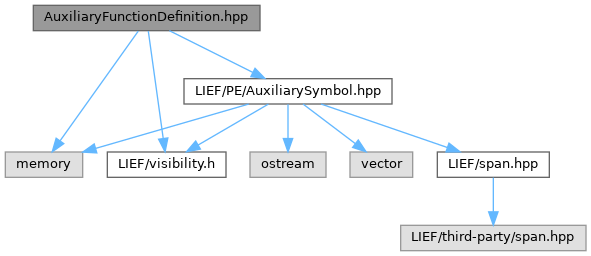 AuxiliaryFunctionDefinition.hpp
LIEF/PE/AuxiliarySymbol.hpp
memory
LIEF/visibility.h
ostream
vector
LIEF/span.hpp
LIEF/third-party/span.hpp